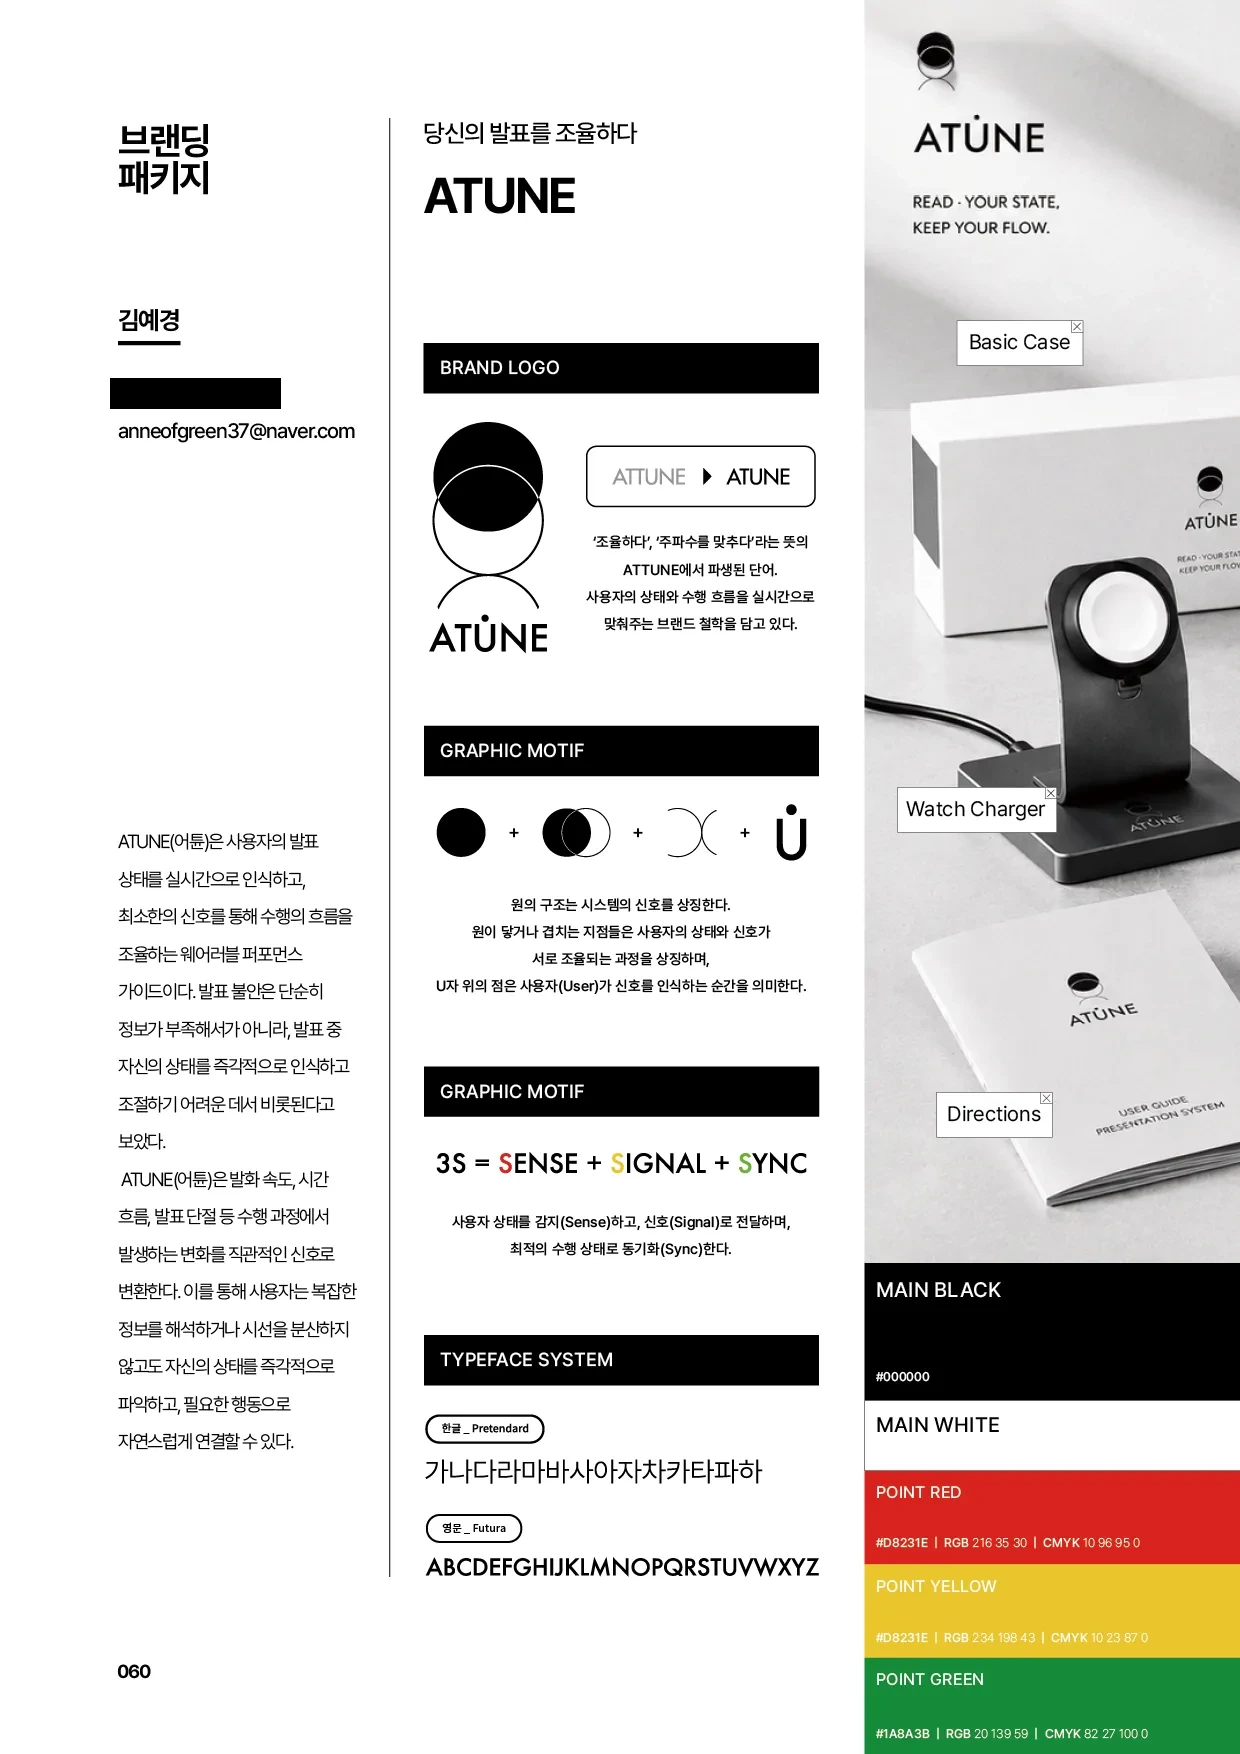 브랜딩
패키지
김예경
anneofgreen37@naver.com
ATUNE(어튠)은 사용자의 발표
상태를 실시간으로 인식하고,
최소한의 신호를 통해 수행의 흐름을
조율하는 웨어러블 퍼포먼스
가이드이다. 발표 불안은 단순히
정보가 부족해서가 아니라, 발표 중
자신의 상태를 즉각적으로 인식하고
조절하기 어려운 데서 비롯된다고
보았다.
ATUNE(어튠)은 발화 속도, 시간
흐름, 발표 단절 등 수행 과정에서
발생하는 변화를 직관적인 신호로
변환한다. 이를 통해 사용자는 복잡한
정보를 해석하거나 시선을 분산하지
않고도 자신의 상태를 즉각적으로
파악하고, 필요한 행동으로
자연스럽게 연결할 수 있다.
060
당신의 발표를 조율하다
ATUNE
BRAND LOGO
ATU̇NE
ATTUNE ▶ ATUNE
‘조율하다’, ‘주파수를 맞추다’라는 뜻의
ATTUNE에서 파생된 단어.
사용자의 상태와 수행 흐름을 실시간으로
맞춰주는 브랜드 철학을 담고 있다.
GRAPHIC MOTIF
+ + + U̇
원의 구조는 시스템의 신호를 상징한다.
원이 닿거나 겹치는 지점들은 사용자의 상태와 신호가
서로 조율되는 과정을 상징하며,
U자 위의 점은 사용자(User)가 신호를 인식하는 순간을 의미한다.
GRAPHIC MOTIF
3S = SENSE + SIGNAL + SYNC
사용자 상태를 감지(Sense)하고, 신호(Signal)로 전달하며,
최적의 수행 상태로 동기화(Sync)한다.
TYPEFACE SYSTEM
한글 _ Pretendard
가나다라마바사아자차카타파하
영문 _ Futura
ABCDEFGHIJKLMNOPQRSTUVWXYZ
ATU̇NE
READ · YOUR STATE,
KEEP YOUR FLOW.
Basic Case
ATU̇NE
READ · YOUR STAT
KEEP YOUR FLOW
Watch Charger
ATU̇NE
ATU̇NE
Directions
USER GUIDE
PRESENTATION SYSTEM
MAIN BLACK
#000000
MAIN WHITE
POINT RED
#D8231E | RGB 216 35 30 | CMYK 10 96 95 0
POINT YELLOW
#D8231E | RGB 234 198 43 | CMYK 10 23 87 0
POINT GREEN
#1A8A3B | RGB 20 139 59 | CMYK 82 27 100 0